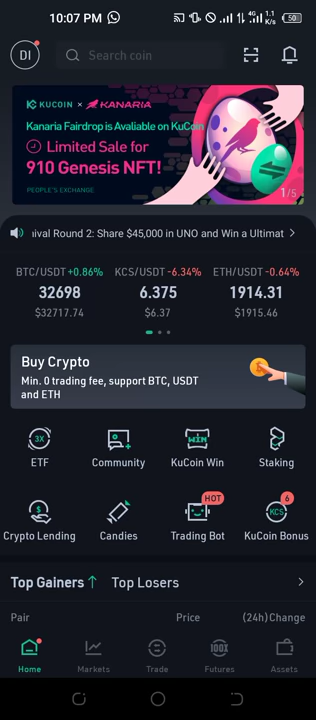 10:07 PM
4G
1.1
K/s
50
DI
Search coin
KUCOIN × KANARIA
Kanaria Fairdrop is Avaliable on KuCoin
Limited Sale for
910 Genesis NFT!
PEOPLE'S EXCHANGE
1/5
ival Round 2: Share $45,000 in UNO and Win a Ultimat
BTC/USDT +0.86% KCS/USDT -6.34% ETH/USDT -0.64%
32698 6.375 1914.31
$32717.74 $6.37 $1915.46
Buy Crypto
Min. 0 trading fee, support BTC, USDT
and ETH
3X WIN
ETF Community KuCoin Win Staking
HOT 6
$ KCS
Crypto Lending Candies Trading Bot KuCoin Bonus
Top Gainers ↑ Top Losers
Pair Price (24h)Change
100X
Home Markets Trade Futures Assets